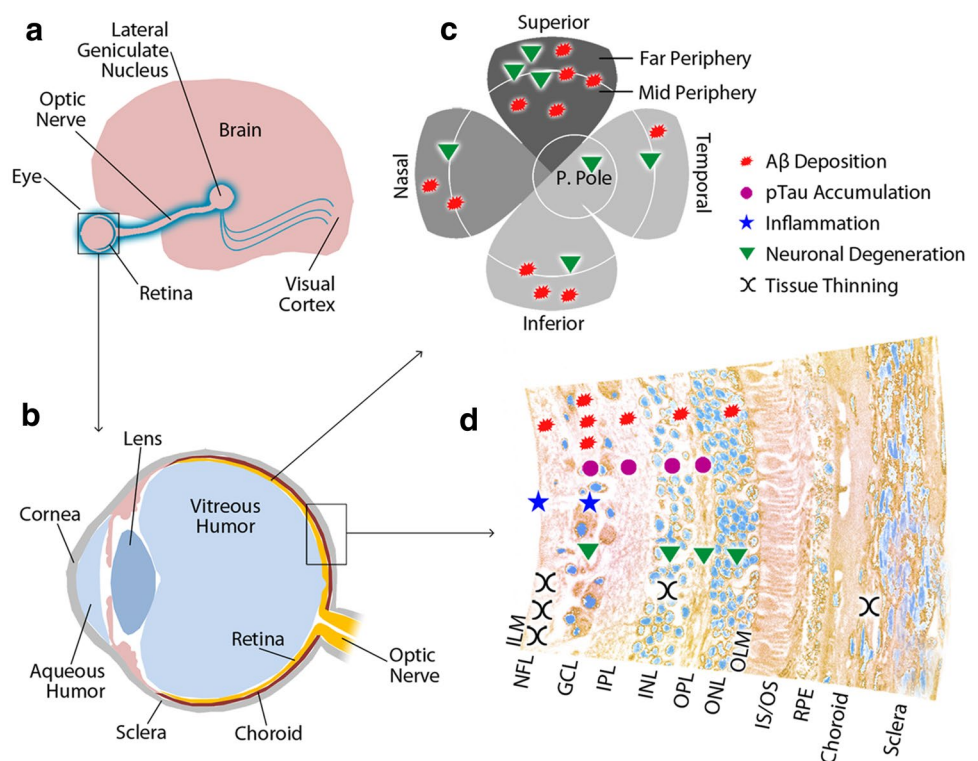 a
Lateral
Geniculate
Nucleus
Optic
Nerve
Brain
Eye
Retina
Visual
Cortex
b
Lens
Cornea
Vitreous
Humor
Aqueous
Humor
Retina
Optic
Nerve
Sclera
Choroid
c
Superior
Far Periphery
Mid Periphery
Nasal
Temporal
P. Pole
Inferior
Aβ Deposition
pTau Accumulation
Inflammation
Neuronal Degeneration
Tissue Thinning
d
ILM
NFL
GCL
IPL
INL
OPL
ONL
OLM
IS/OS
RPE
Choroid
Sclera